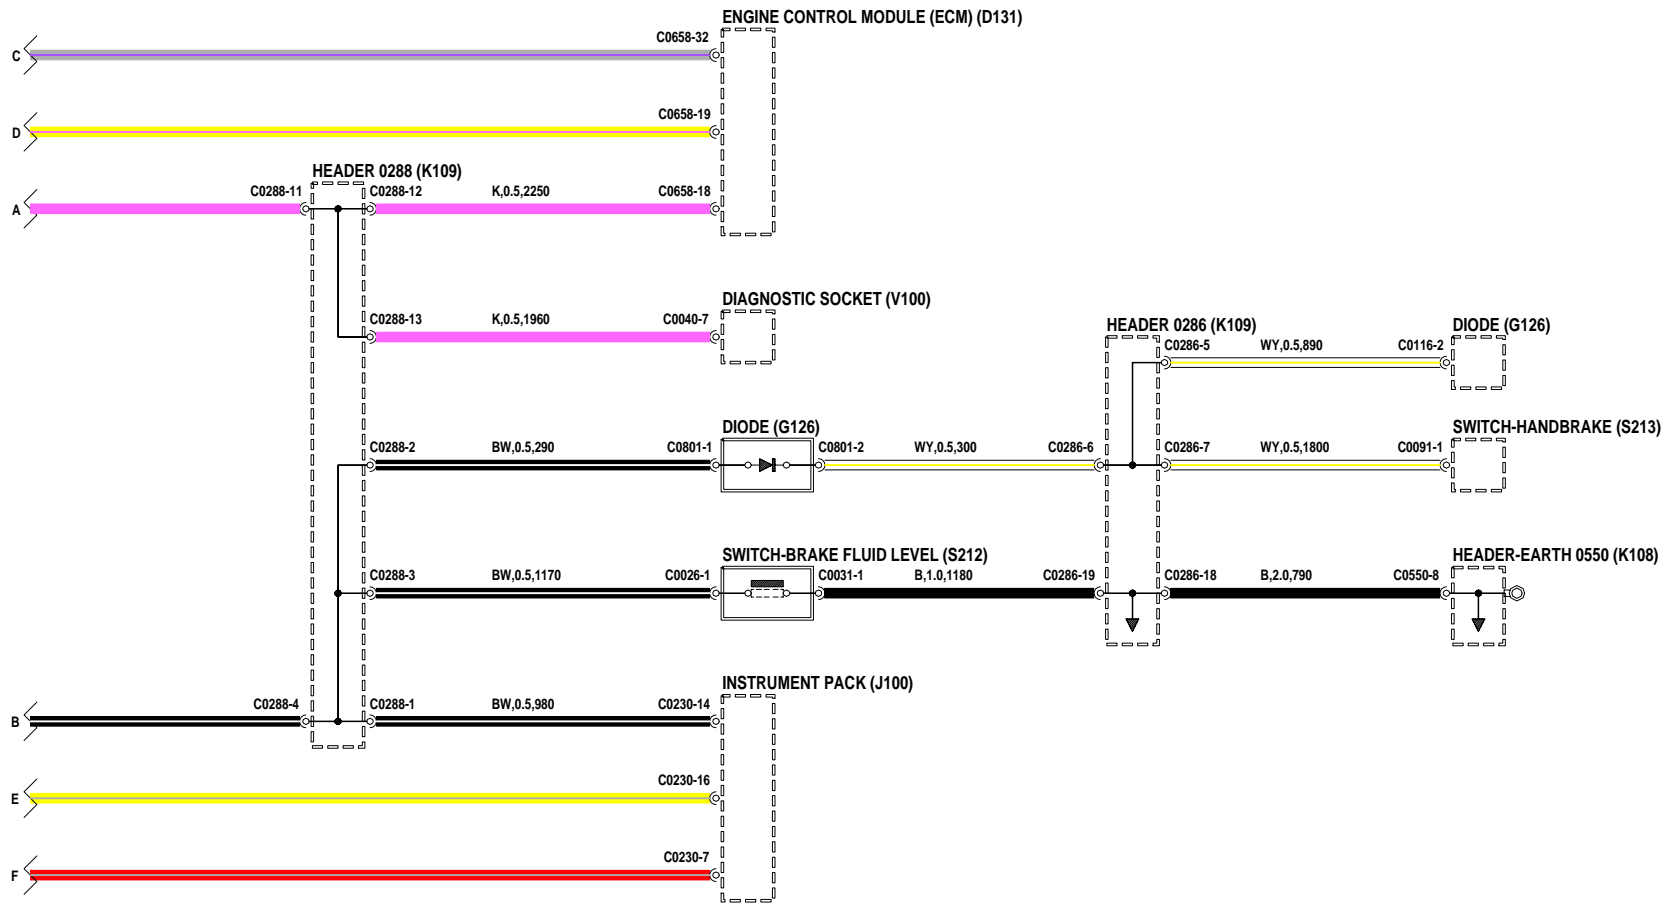 ENGINE CONTROL MODULE (ECM) (D131)
C0658-32
C
C0658-19
D
HEADER 0288 (K109)
C0288-11 C0288-12 K,0.5,2250 C0658-18
A
DIAGNOSTIC SOCKET (V100)
C0288-13 K,0.5,1960 C0040-7
HEADER 0286 (K109) DIODE (G126)
C0286-5 WY,0.5,890 C0116-2
DIODE (G126) SWITCH-HANDBRAKE (S213)
C0288-2 BW,0.5,290 C0801-1 C0801-2 WY,0.5,300 C0286-6 C0286-7 WY,0.5,1800 C0091-1
SWITCH-BRAKE FLUID LEVEL (S212) HEADER-EARTH 0550 (K108)
C0288-3 BW,0.5,1170 C0026-1 C0031-1 B,1.0,1180 C0286-19 C0286-18 B,2.0,790 C0550-8
INSTRUMENT PACK (J100)
C0288-4 C0288-1 BW,0.5,980 C0230-14
B
C0230-16
E
C0230-7
F